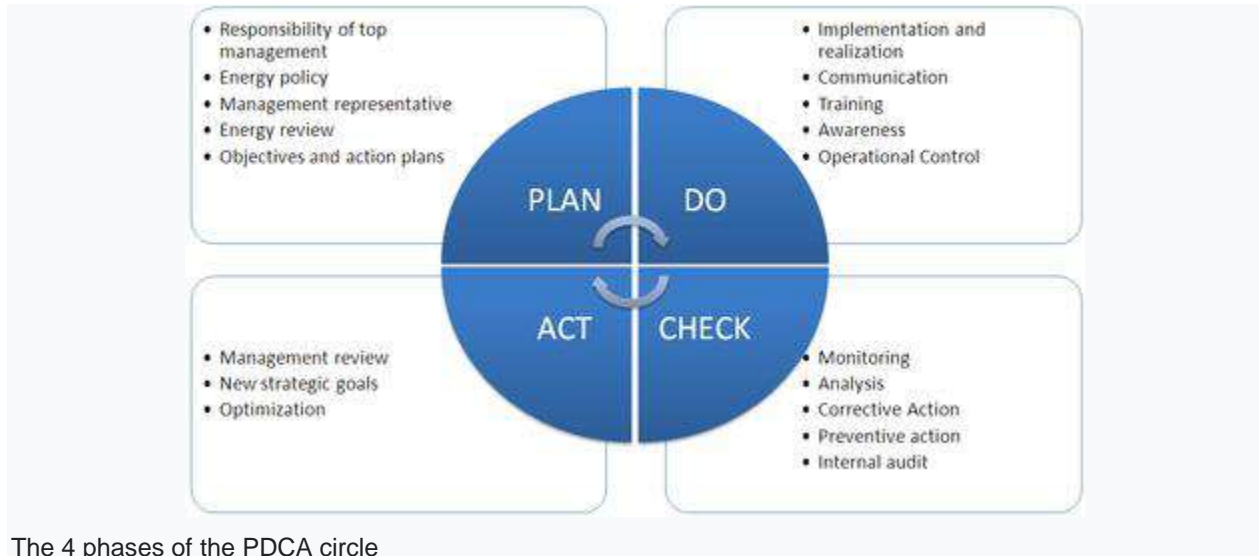 • Responsibility of top
management
• Energy policy
• Management representative
• Energy review
• Objectives and action plans
• Implementation and
realization
• Communication
• Training
• Awareness
• Operational Control
PLAN
DO
ACT
CHECK
• Management review
• New strategic goals
• Optimization
• Monitoring
• Analysis
• Corrective Action
• Preventive action
• Internal audit
The 4 phases of the PDCA circle